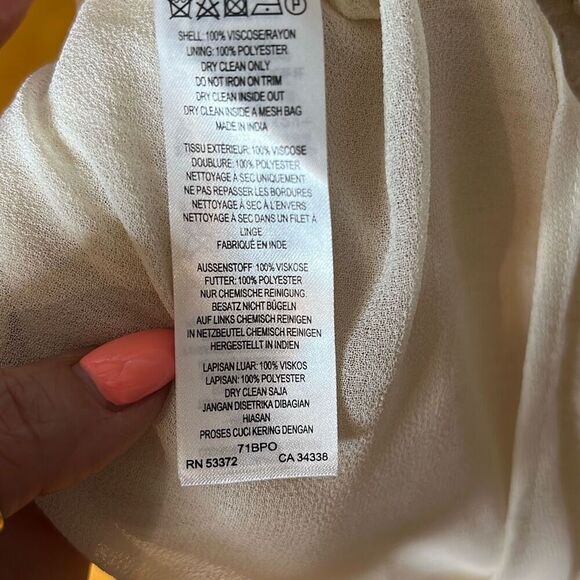 P
SHELL: 100% VISCOSE/RAYON
LINING: 100% POLYESTER
DRY CLEAN ONLY
DO NOT IRON ON TRIM
DRY CLEAN INSIDE OUT
DRY CLEAN INSIDE A MESH BAG
MADE IN INDIA
TISSU EXTÉRIEUR: 100% VISCOSE
DOUBLURE: 100% POLYESTER
NETTOYAGE A SEC UNIQUEMENT
NE PAS REPASSER LES BORDURES
NETTOYAGE À SEC À L'ENVERS
NETTOYAGE À SEC DANS UN FILET À
LINGE
FABRIQUÉ EN INDE
AUSSENSTOFF 100% VISKOSE
FUTTER: 100% POLYESTER
NUR CHEMISCHE REINIGUNG.
BESATZ NICHT BÜGELN
AUF LINKS CHEMISCH REINIGEN
IN NETZBEUTEL CHEMISCH REINIGEN
HERGESTELLT IN INDIEN
LAPISAN LUAR: 100% VISKOS
LAPISAN: 100% POLYESTER
DRY CLEAN SAJA
JANGAN DISETRIKA DIBAGIAN
HIASAN
PROSES CUCI KERING DENGAN
71BPO
RN 53372 CA 34338